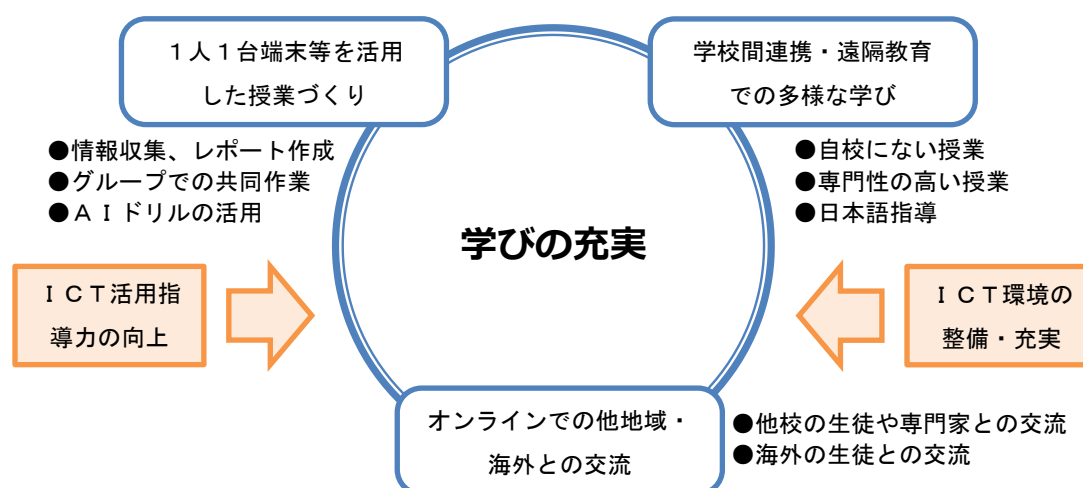 １人１台端末等を活用
した授業づくり
学校間連携・遠隔教育
での多様な学び
●情報収集、レポート作成
●グループでの共同作業
●ＡＩドリルの活用
●自校にない授業
●専門性の高い授業
●日本語指導
学びの充実
ＩＣＴ活用指
導力の向上
ＩＣＴ環境の
整備・充実
オンラインでの他地域・
海外との交流
●他校の生徒や専門家との交流
●海外の生徒との交流